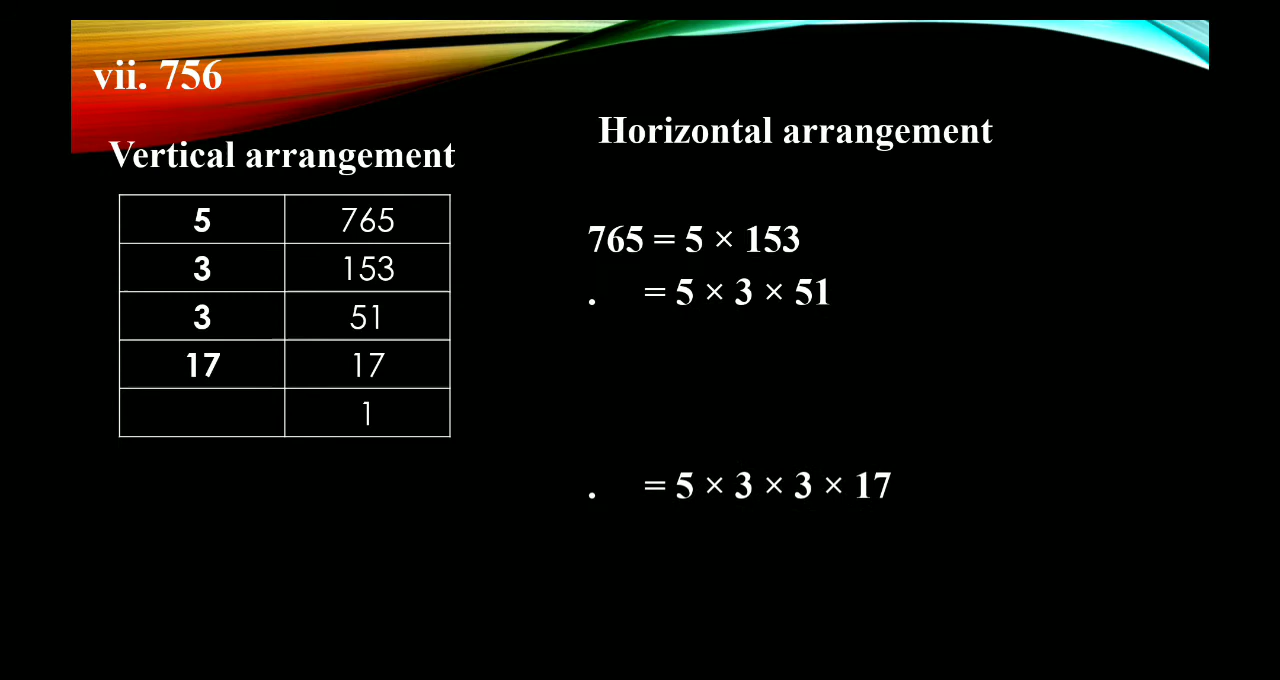 vii. 756
Vertical arrangement
5 765
3 153
3 51
17 17
1
Horizontal arrangement
765 = 5 × 153
. = 5 × 3 × 51
. = 5 × 3 × 3 × 17